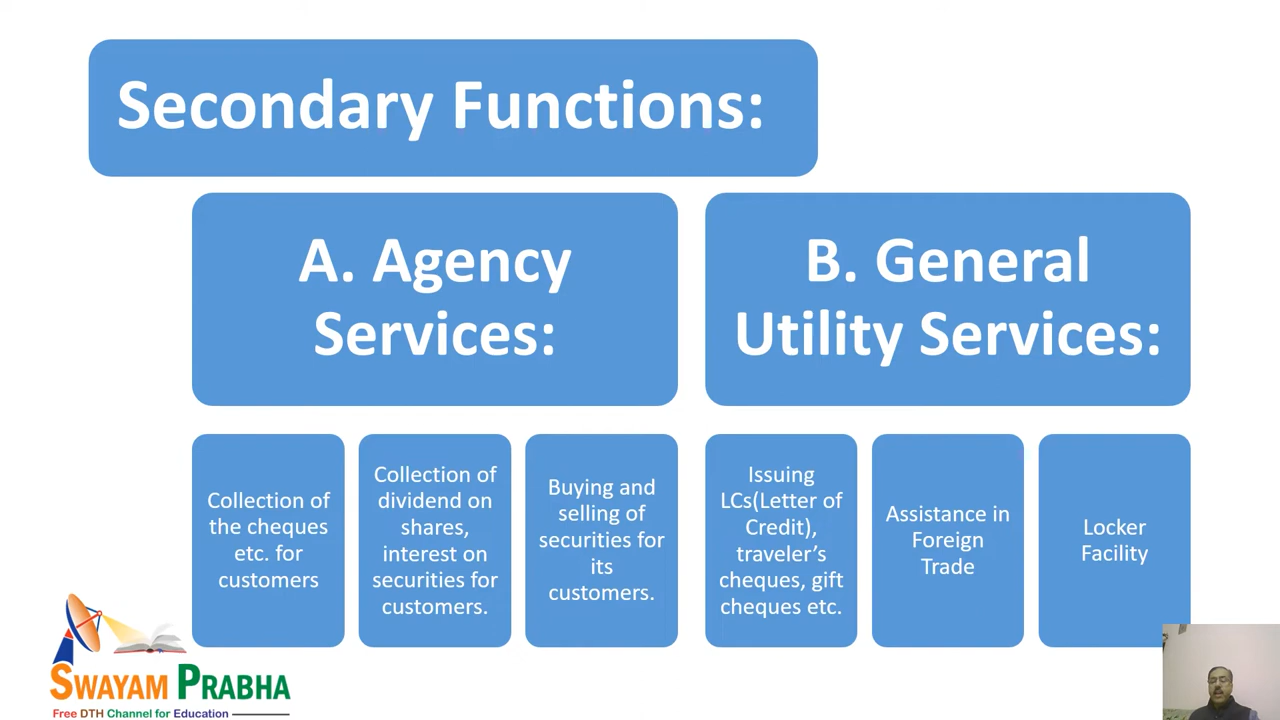 Secondary Functions:
A. Agency
Services:
B. General
Utility Services:
Collection of
the cheques
etc. for
customers
Collection of
dividend on
shares,
interest on
securities for
customers.
Buying and
selling of
securities for
its
customers.
Issuing
LCs(Letter of
Credit),
traveler’s
cheques, gift
cheques etc.
Assistance in
Foreign
Trade
Locker
Facility
SWAYAM PRABHA
Free DTH Channel for Education